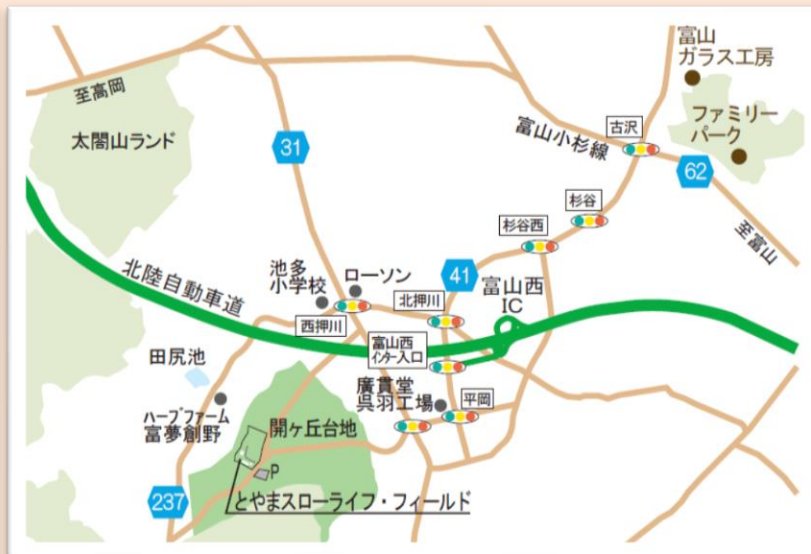 富山
ガラス工房
至高岡
富山小杉線
古沢
ファミリー
パーク
太閤山ランド
31
62
杉谷
杉谷西
至富山
北陸自動車道
池多
小学校
ローソン
41
富山西
IC
北押川
西押川
富山西
インター入口
田尻池
廣貫堂
呉羽工場
平岡
ハーブファーム
富夢創野
開ヶ丘台地
P
237
とやまスローライフ・フィールド